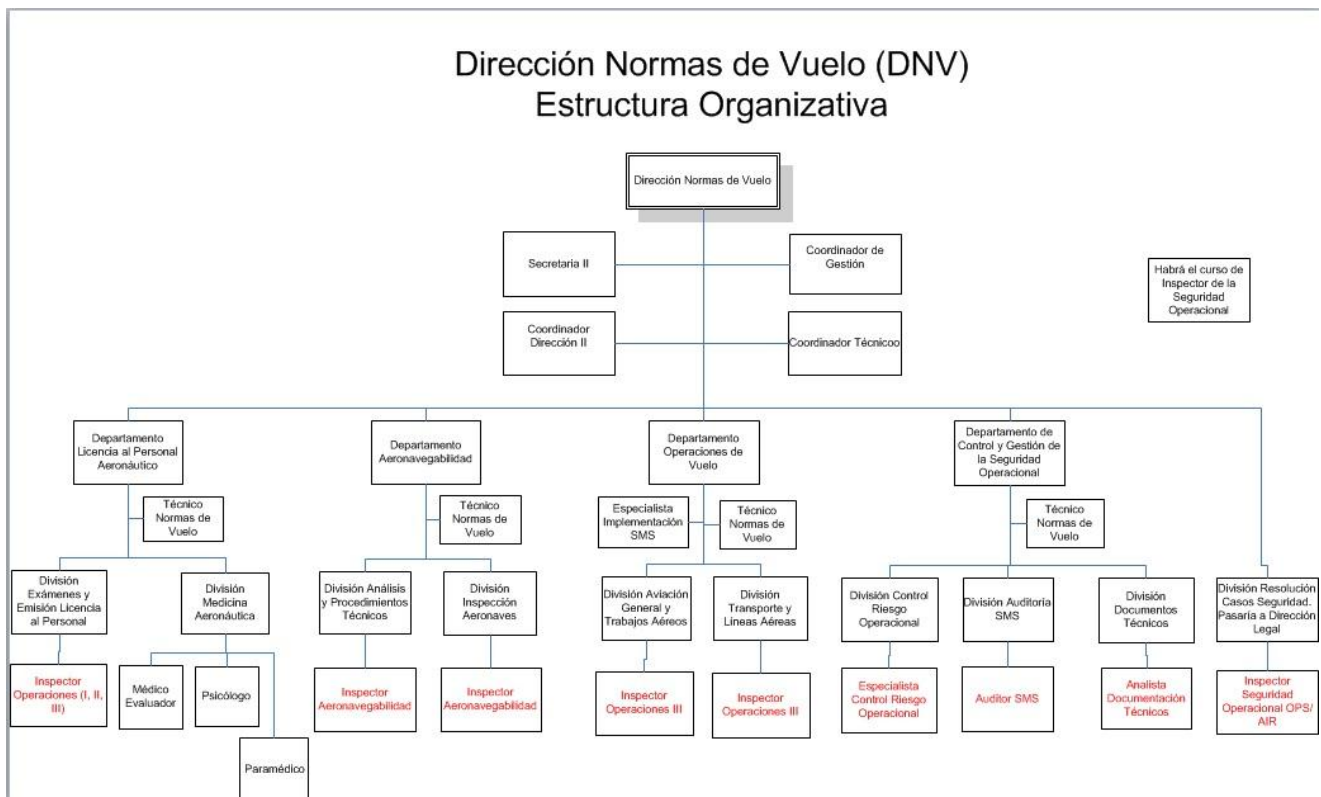 Dirección Normas de Vuelo (DNV)
Estructura Organizativa
Dirección Normas de Vuelo
Secretaria II
Coordinador de
Gestión
Habrá el curso de
Inspector de la
Seguridad
Operacional
Coordinador
Dirección II
Coordinador Técnicoo
Departamento
Licencia al Personal
Aeronáutico
Departamento
Aeronavegabilidad
Departamento
Operaciones de
Vuelo
Departamento de
Control y Gestión de
la Seguridad
Operacional
Técnico
Normas de
Vuelo
Técnico
Normas de
Vuelo
Especialista
Implementación
SMS
Técnico
Normas de
Vuelo
Técnico
Normas de
Vuelo
División
Exámenes y
Emisión Licencia
al Personal
División
Medicina
Aeronáutica
División Análisis
y Procedimientos
Técnicos
División
Inspección
Aeronaves
División Aviación
General y
Trabajos Aéreos
División
Transporte y
Líneas Aéreas
División Control
Riesgo
Operacional
División Auditoría
SMS
División
Documentos
Técnicos
División Resolución
Casos Seguridad.
Pasaría a Dirección
Legal
Inspector
Operaciones (I, II,
III)
Médico
Evaluador
Psicólogo
Inspector
Aeronavegabilidad
Inspector
Aeronavegabilidad
Inspector
Operaciones III
Inspector
Operaciones III
Especialista
Control Riesgo
Operacional
Auditor SMS
Analista
Documentación
Técnicos
Inspector
Seguridad
Operacional OPS/
AIR
Paramédico